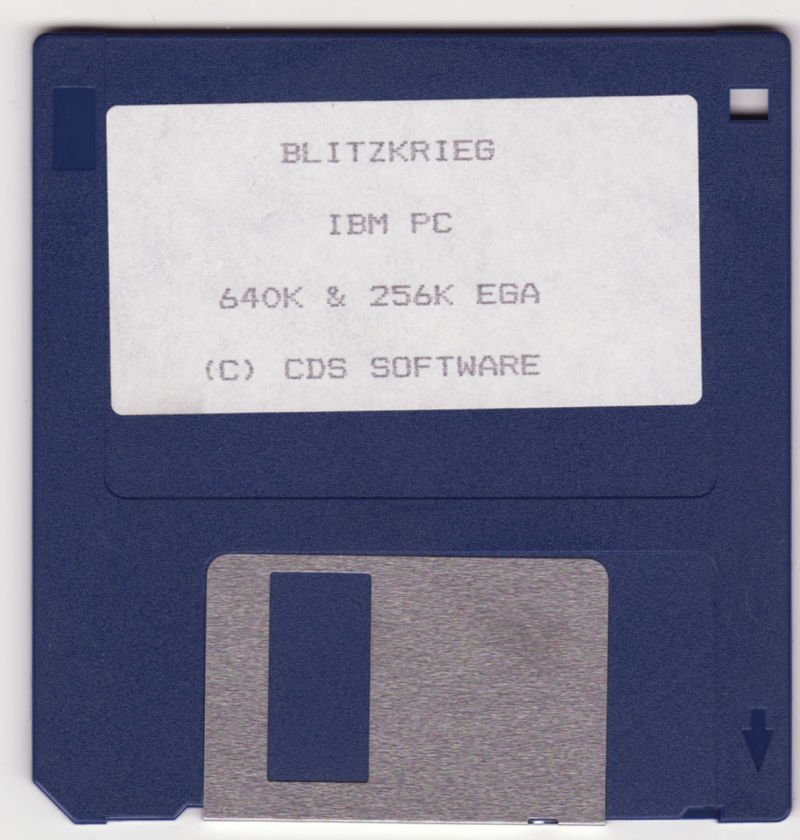 BLITZKRIEG
IBM PC
640K & 256K EGA
(C) CDS SOFTWARE